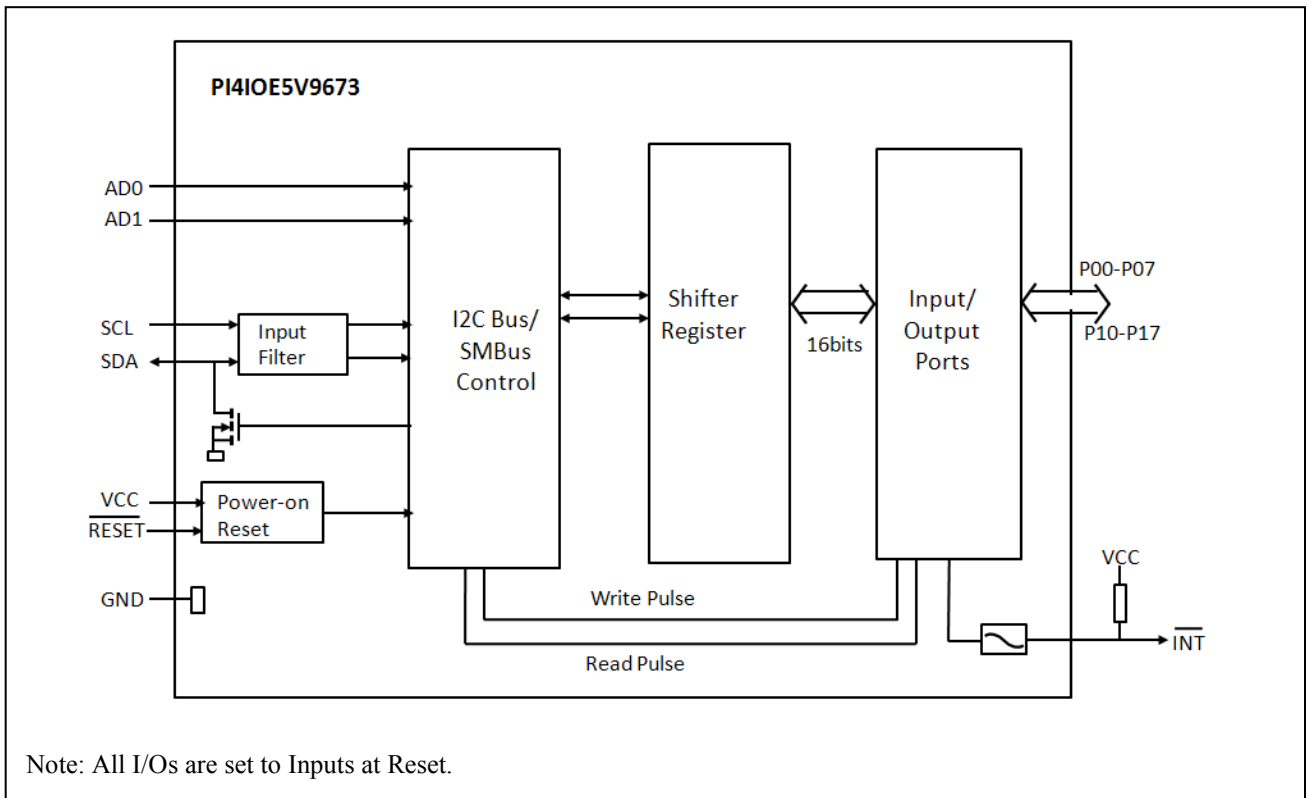 PI4IOE5V9673
AD0
AD1
SCL
SDA
Input
Filter
I2C Bus/
SMBus
Control
Shifter
Register
16bits
Input/
Output
Ports
P00-P07
P10-P17
VCC
RESET
Power-on
Reset
GND
Write Pulse
Read Pulse
VCC
INT
Note: All I/Os are set to Inputs at Reset.